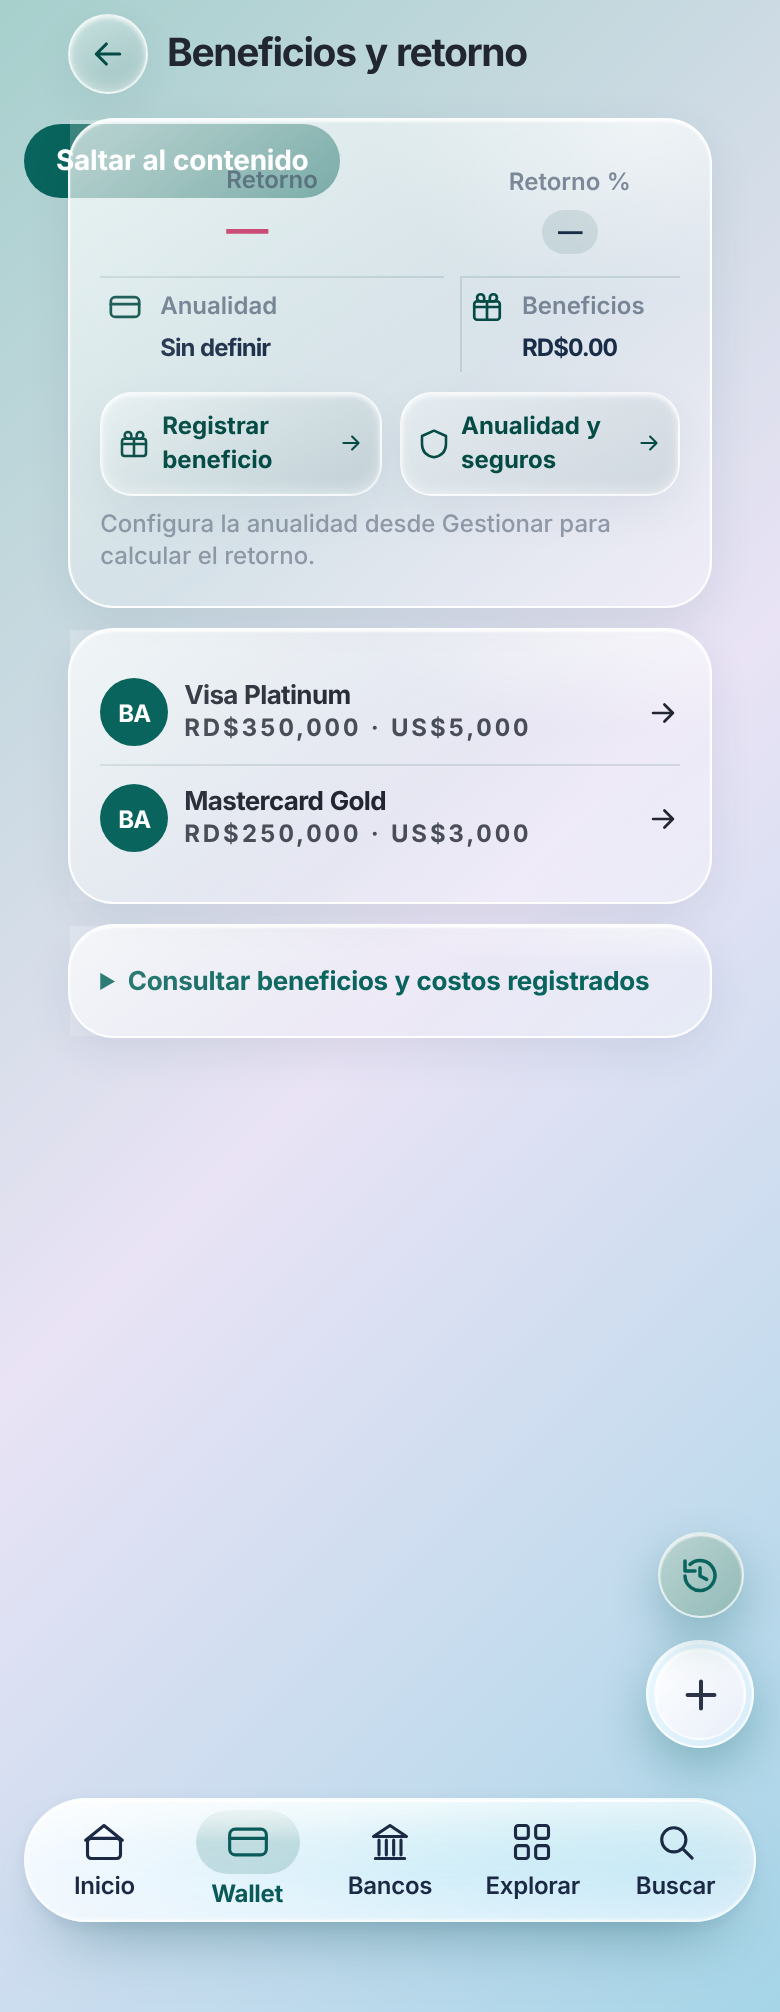 Beneficios y retorno
Saltar al contenido
Retorno
Retorno %
—
—
Anualidad
Sin definir
Beneficios
RD$0.00
Registrar
beneficio
Anualidad y
seguros
Configura la anualidad desde Gestionar para
calcular el retorno.
BA
Visa Platinum
RD$350,000 · US$5,000
BA
Mastercard Gold
RD$250,000 · US$3,000
Consultar beneficios y costos registrados
Inicio
Wallet
Bancos
Explorar
Buscar